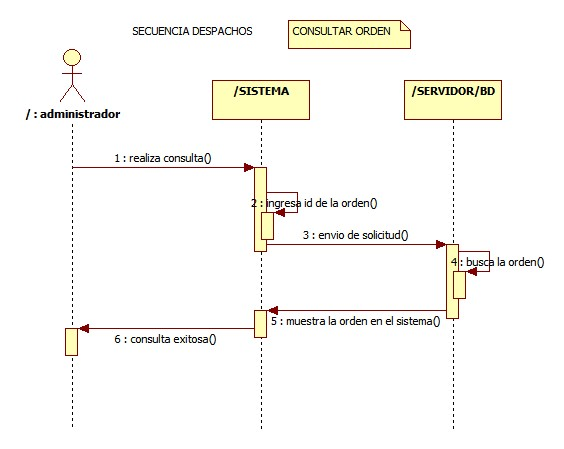 SECUENCIA DESPACHOS
CONSULTAR ORDEN
/SISTEMA
/SERVIDOR/BD
/ : administrador
1 : realiza consulta()
2 : ingresa id de la orden()
3 : envio de solicitud()
4 : busca la orden()
5 : muestra la orden en el sistema()
6 : consulta exitosa()